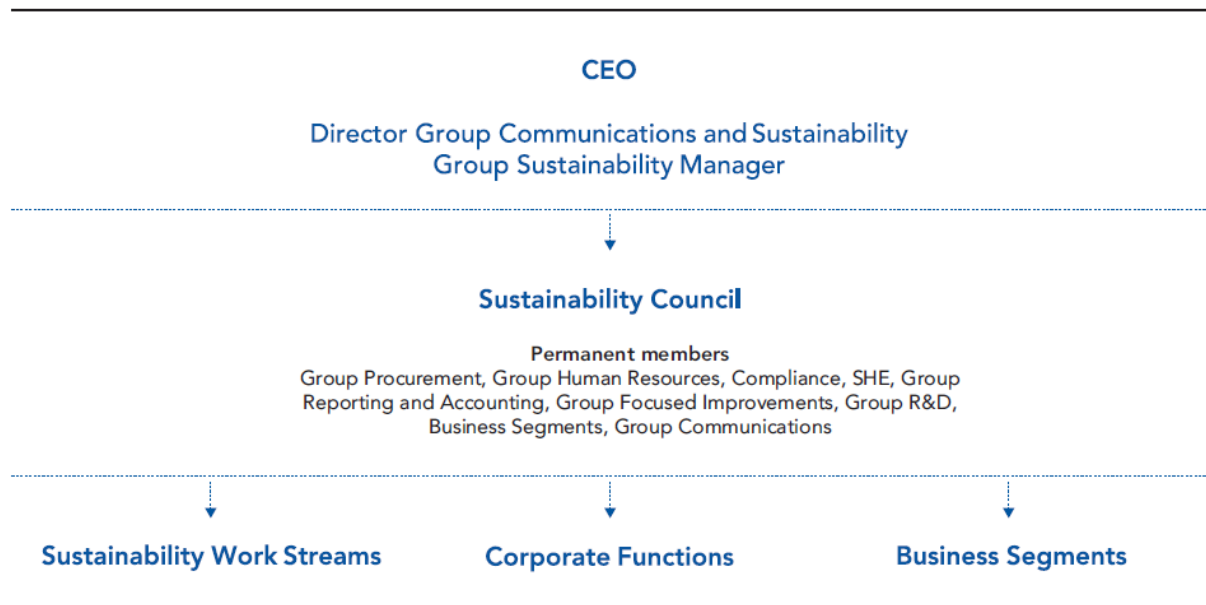 CEO
Director Group Communications and Sustainability
Group Sustainability Manager
Sustainability Council
Permanent members
Group Procurement, Group Human Resources, Compliance, SHE, Group
Reporting and Accounting, Group Focused Improvements, Group R&D,
Business Segments, Group Communications
Sustainability Work Streams
Corporate Functions
Business Segments